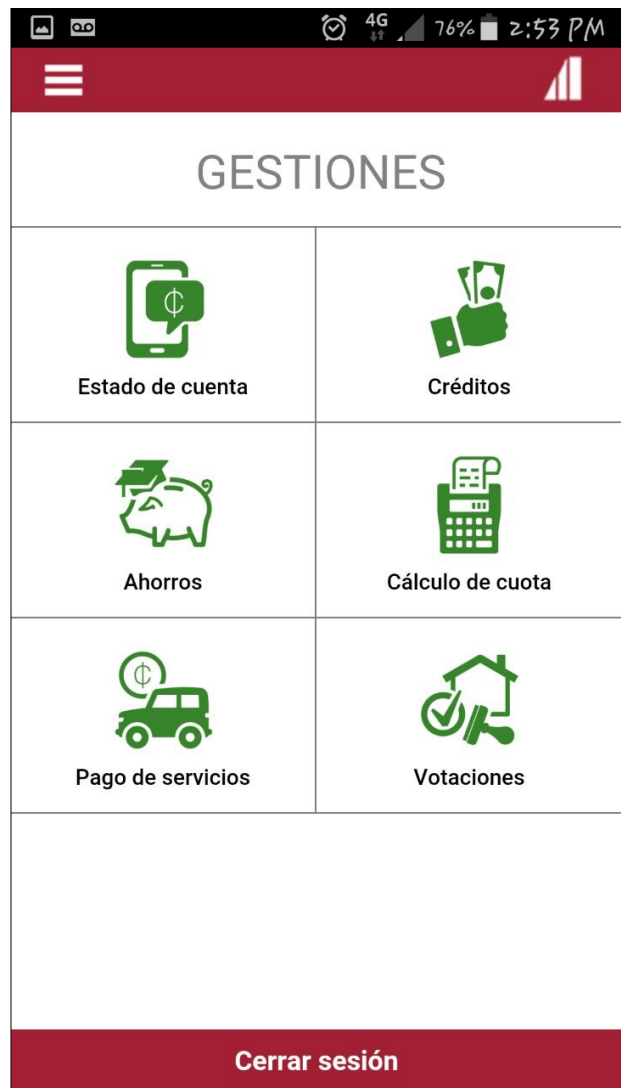 4G 76% 2:53 PM
GESTIONES
₵
Estado de cuenta
Créditos
Ahorros
Cálculo de cuota
₵
Pago de servicios
Votaciones
Cerrar sesión